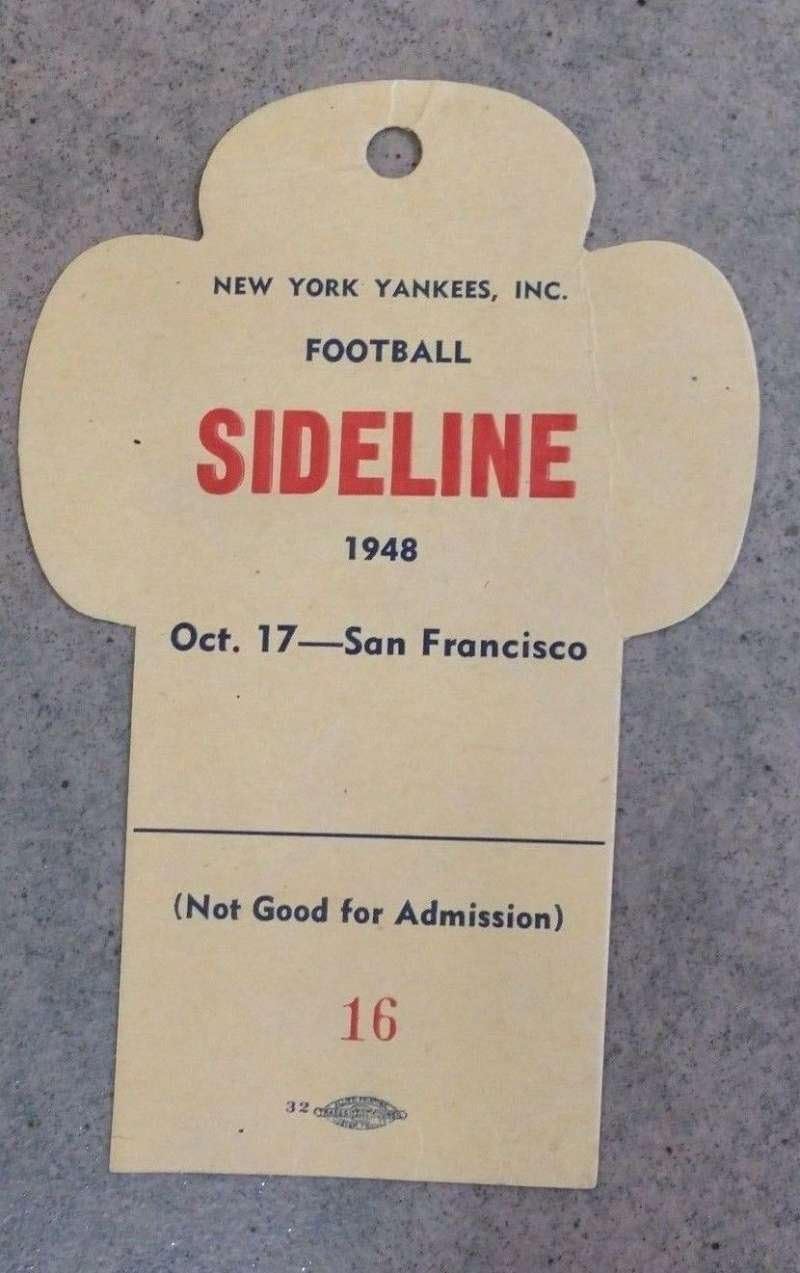 NEW YORK YANKEES, INC.
FOOTBALL
SIDELINE
1948
Oct. 17—San Francisco
(Not Good for Admission)
16
32